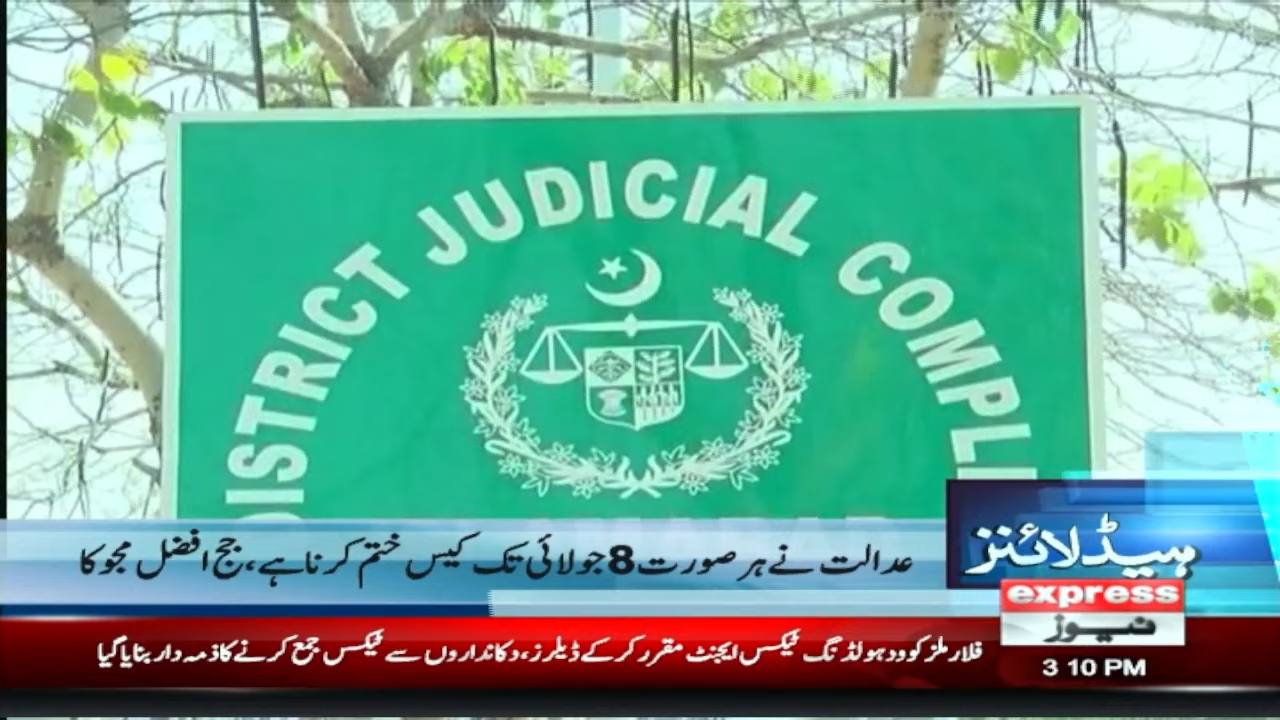 DISTRICT JUDICIAL COMPL
ہیڈلائنز
عدالت نے ہر صورت 8 جولائی تک کیس ختم کرنا ہے، جج افضل مجوکا
express
نیوز
فلار ملز کو ودہولڈنگ ٹیکس ایجنٹ مقرر کر کے ڈیلرز، دکانداروں سے ٹیکس جمع کرنے کا ذمہ دار بنایا گیا
3 10 PM